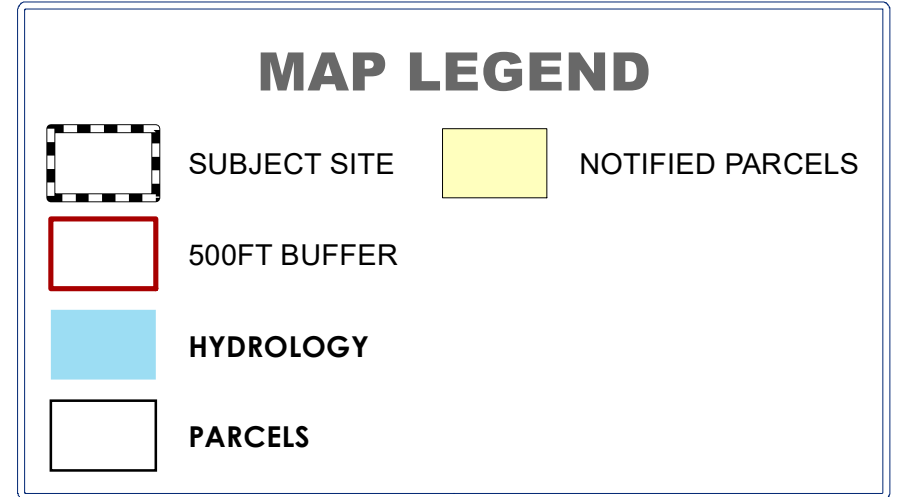 MAP LEGEND
SUBJECT SITE
NOTIFIED PARCELS
500FT BUFFER
HYDROLOGY
PARCELS